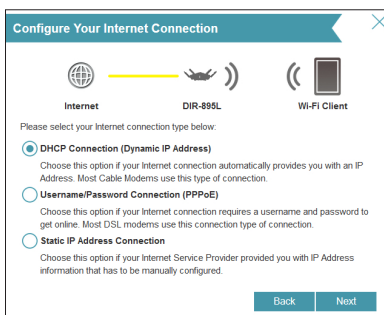 Configure Your Internet Connection
Internet
DIR-895L
Wi-Fi Client
Please select your Internet connection type below:
DHCP Connection (Dynamic IP Address)
Choose this option if your Internet connection automatically provides you with an IP
Address. Most Cable Modems use this type of connection.
Username/Password Connection (PPPoE)
Choose this option if your Internet connection requires a username and password to
get online. Most DSL modems use this connection type of connection.
Static IP Address Connection
Choose this option if your Internet Service Provider provided you with IP Address
information that has to be manually configured.
Back
Next